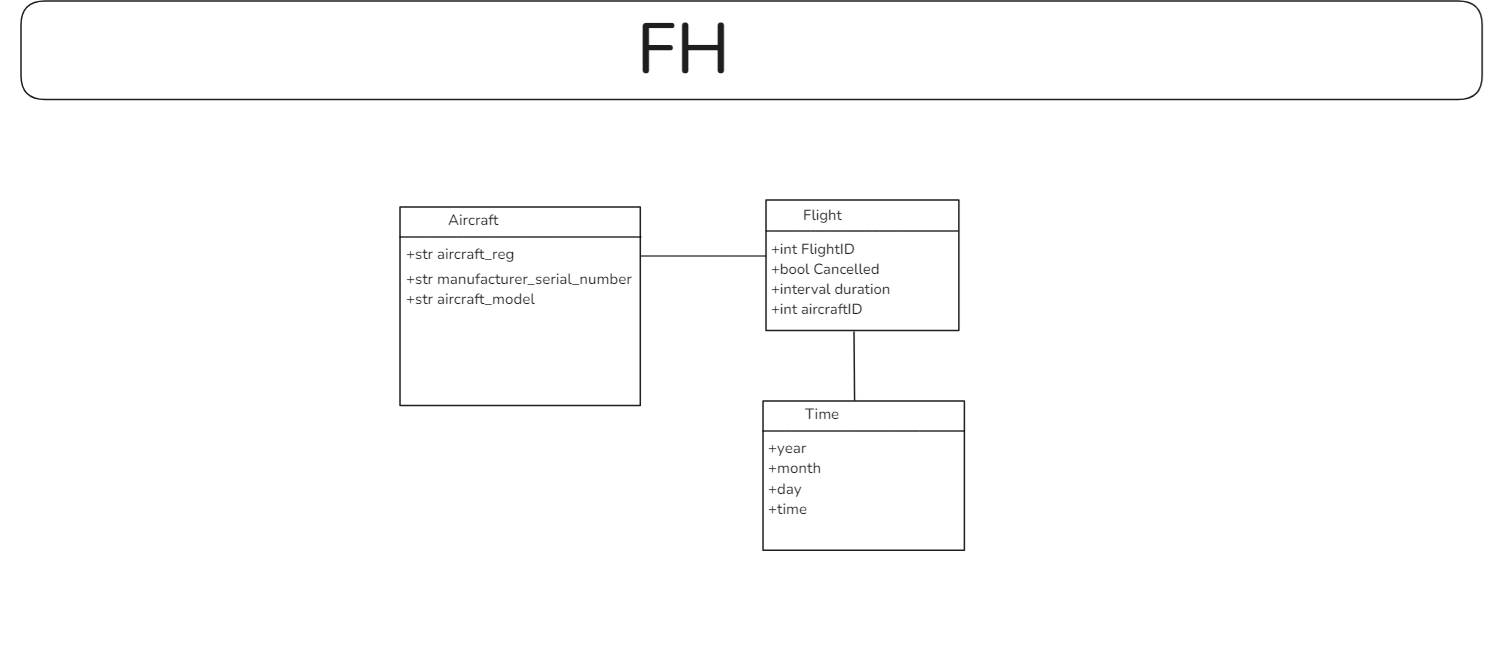 FH
Aircraft
+str aircraft_reg
+str manufacturer_serial_number
+str aircraft_model
Flight
+int FlightID
+bool Cancelled
+interval duration
+int aircraftID
Time
+year
+month
+day
+time